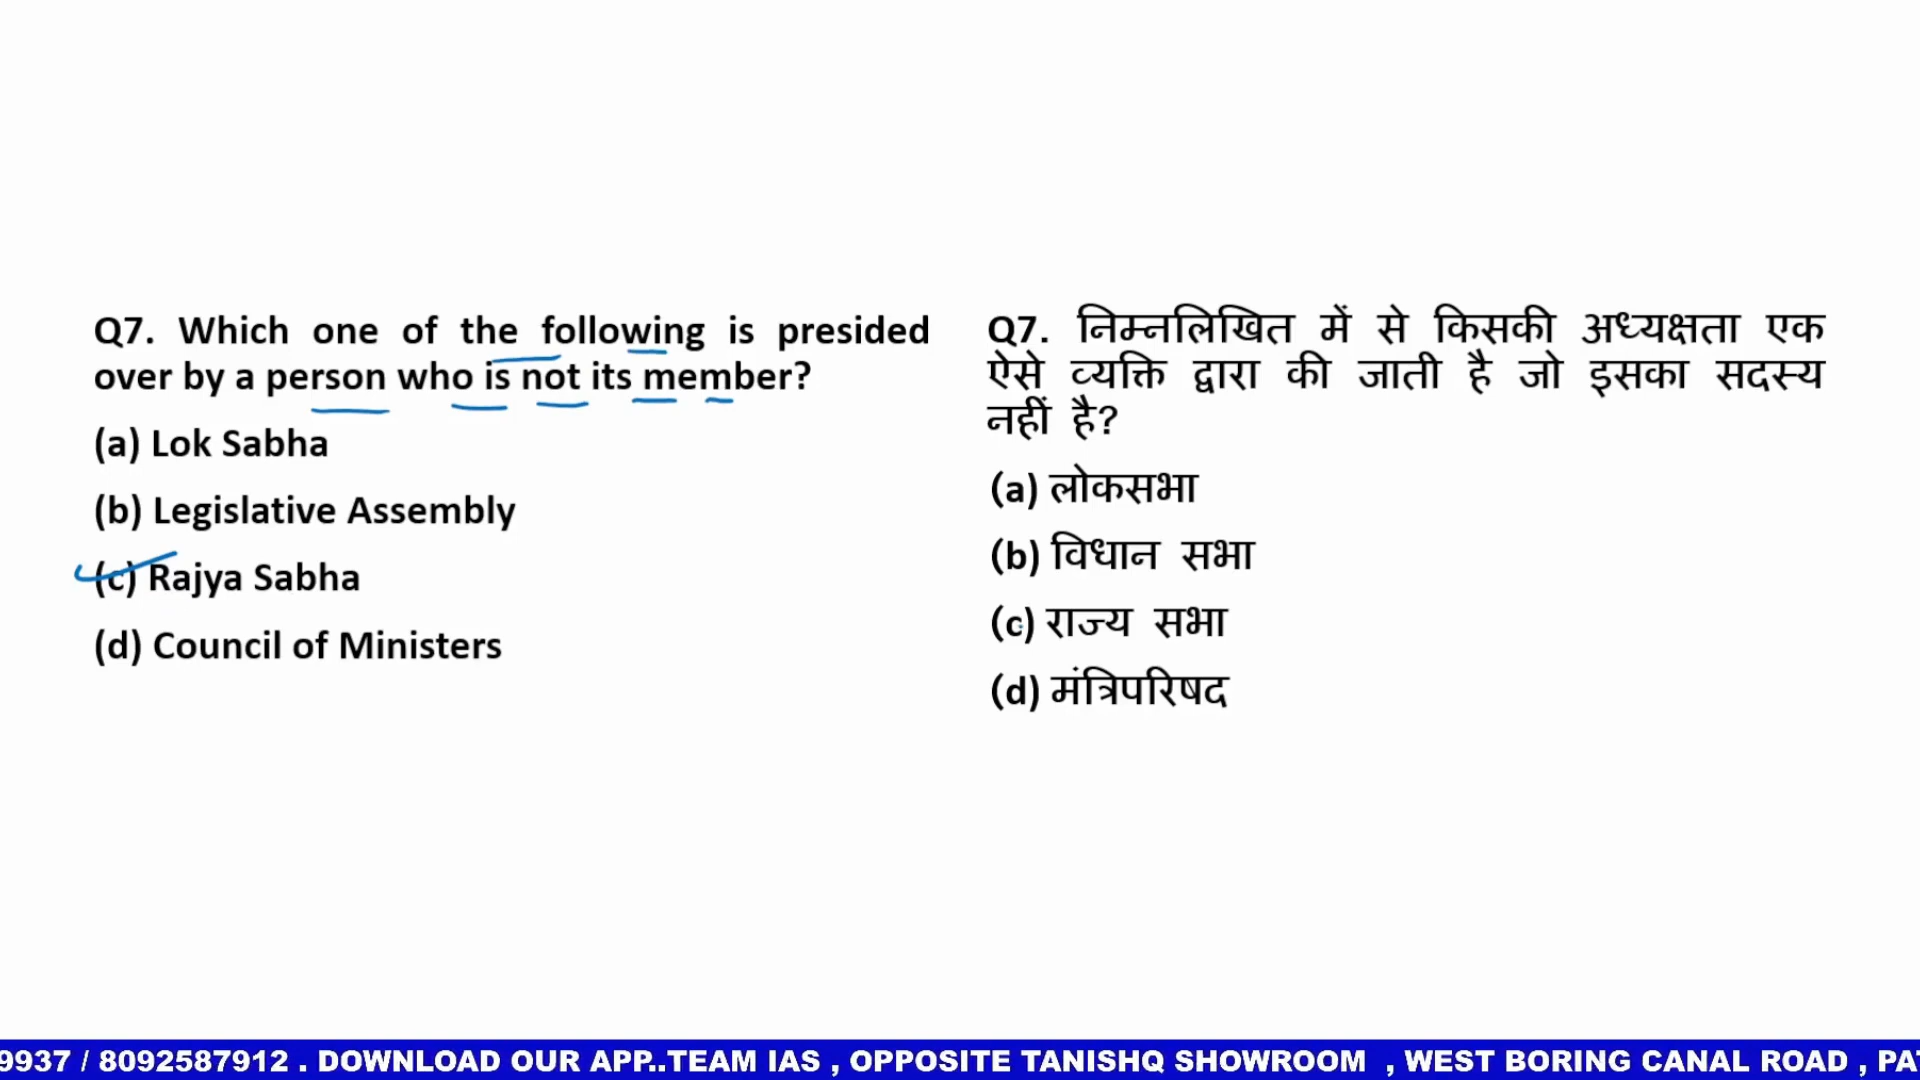 Q7. Which one of the following is presided
over by a person who is not its member?
(a) Lok Sabha
(b) Legislative Assembly
(c) Rajya Sabha
(d) Council of Ministers
Q7. निम्नलिखित में से किसकी अध्यक्षता एक
ऐसे व्यक्ति द्वारा की जाती है जो इसका सदस्य
नहीं है?
(a) लोकसभा
(b) विधान सभा
(c) राज्य सभा
(d) मंत्रिपरिषद
9937 / 8092587912 . DOWNLOAD OUR APP..TEAM IAS , OPPOSITE TANISHQ SHOWROOM , WEST BORING CANAL ROAD , PA